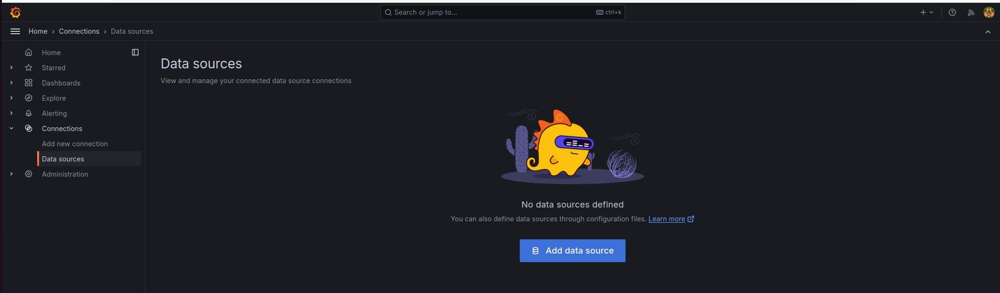 Search or jump to...
ctrl+k
Home › Connections › Data sources
Home
Starred
Dashboards
Explore
Alerting
Connections
Add new connection
Data sources
Administration
Data sources
View and manage your connected data source connections
No data sources defined
You can also define data sources through configuration files. Learn more
Add data source